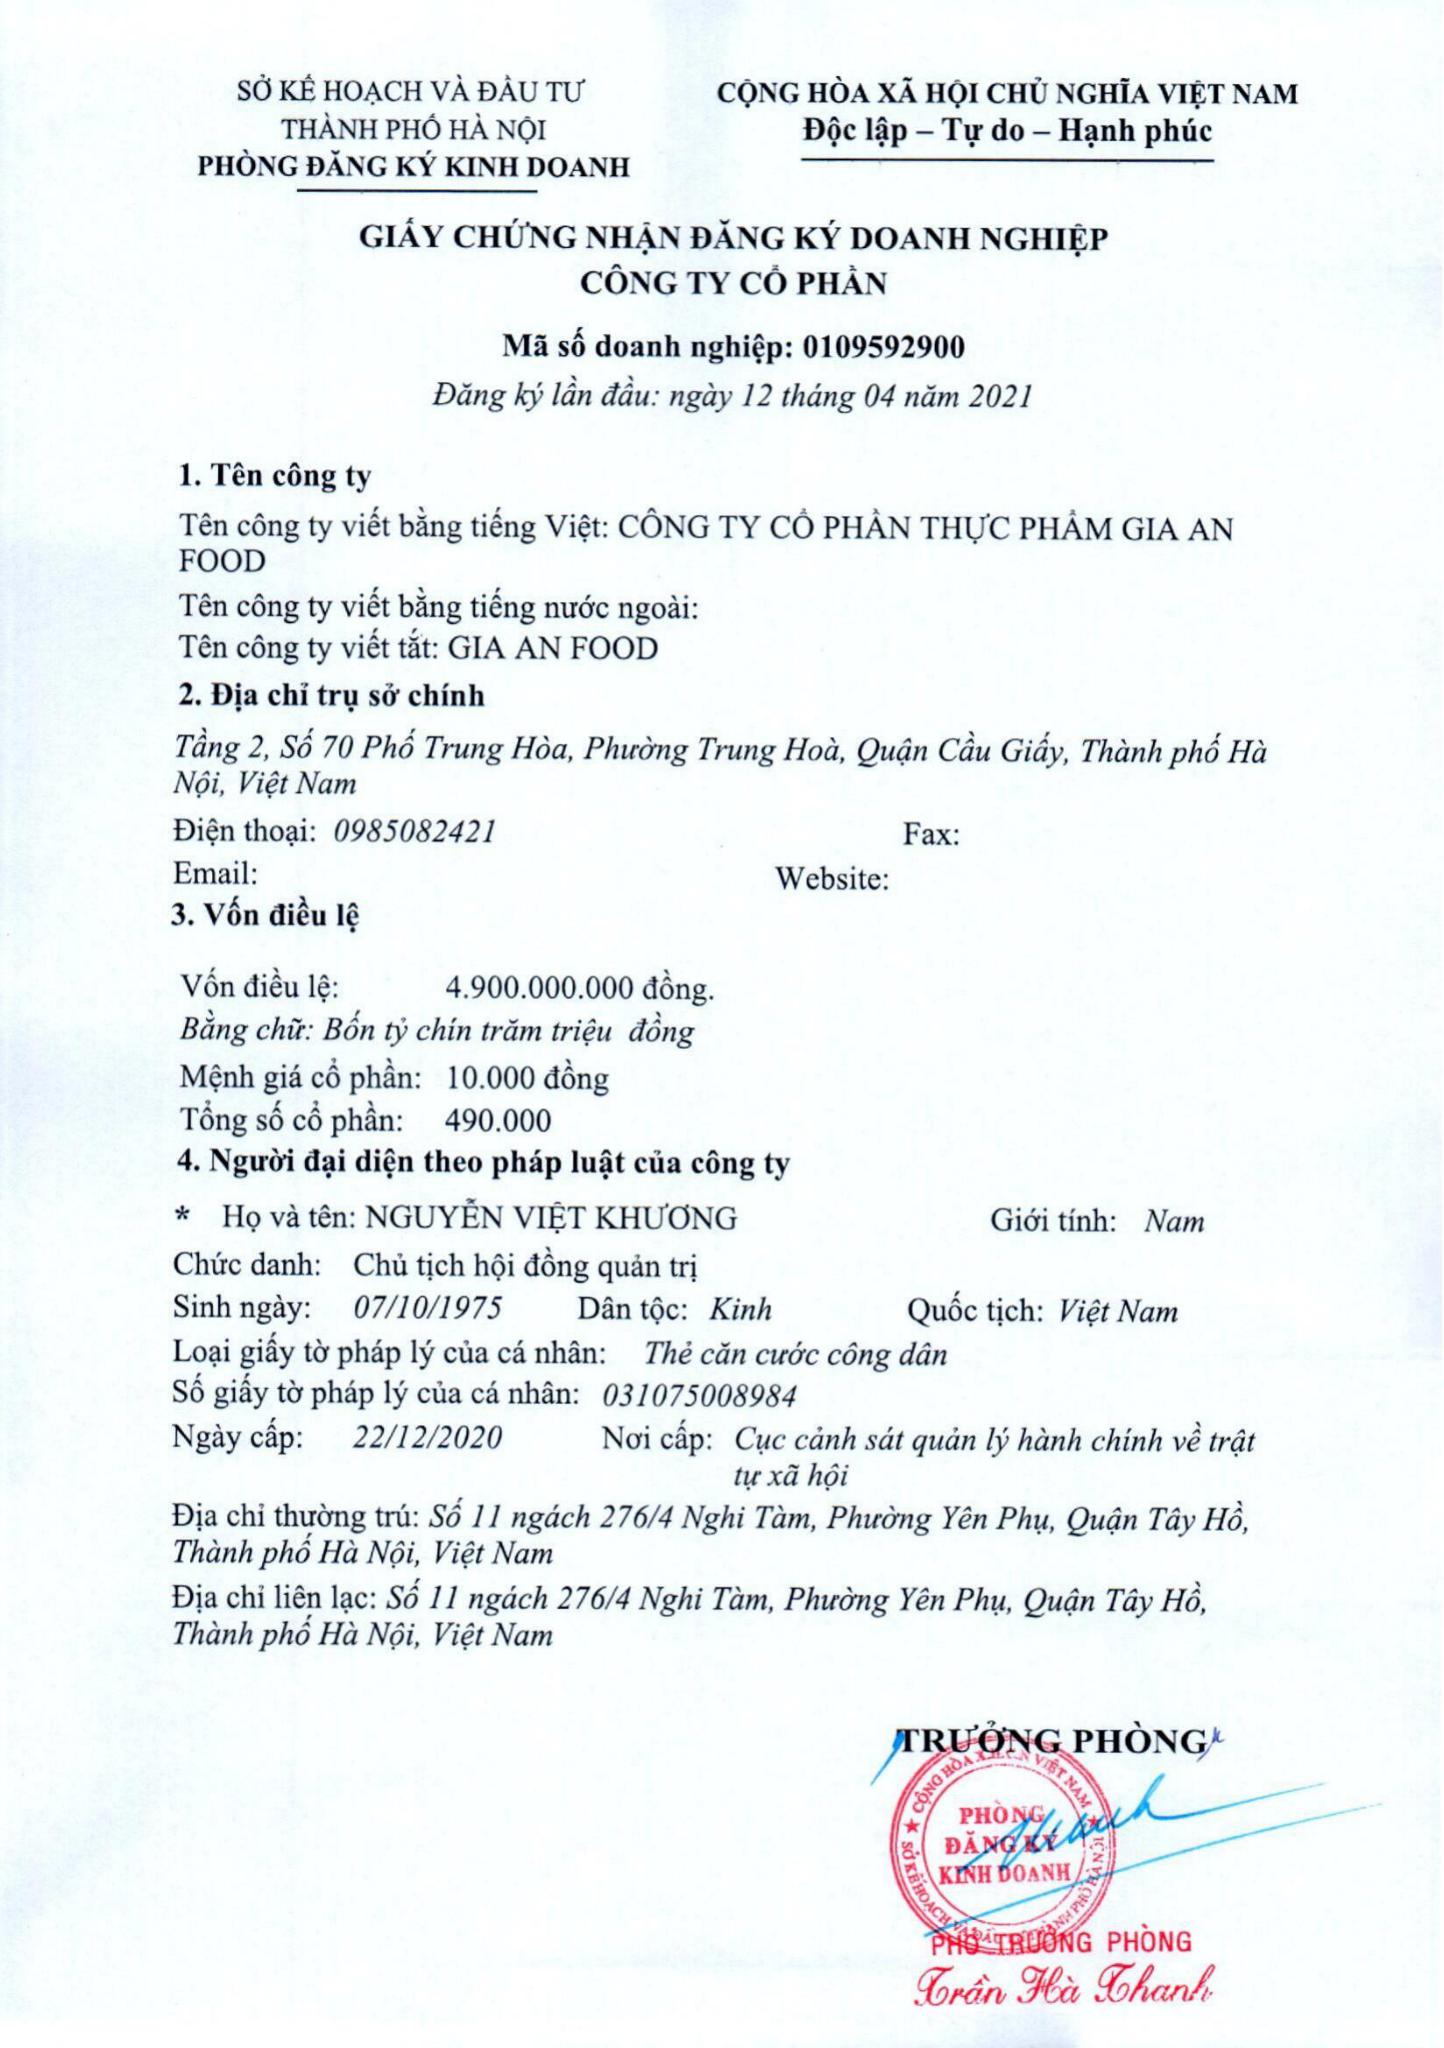 SỞ KẾ HOẠCH VÀ ĐẦU TƯ
THÀNH PHỐ HÀ NỘI
PHÒNG ĐĂNG KÝ KINH DOANH
CỘNG HÒA XÃ HỘI CHỦ NGHĨA VIỆT NAM
Độc lập – Tự do – Hạnh phúc
GIẤY CHỨNG NHẬN ĐĂNG KÝ DOANH NGHIỆP
CÔNG TY CỔ PHẦN
Mã số doanh nghiệp: 0109592900
Đăng ký lần đầu: ngày 12 tháng 04 năm 2021
1. Tên công ty
Tên công ty viết bằng tiếng Việt: CÔNG TY CỔ PHẦN THỰC PHẨM GIA AN
FOOD
Tên công ty viết bằng tiếng nước ngoài:
Tên công ty viết tắt: GIA AN FOOD
2. Địa chỉ trụ sở chính
Tầng 2, Số 70 Phố Trung Hòa, Phường Trung Hoà, Quận Cầu Giấy, Thành phố Hà
Nội, Việt Nam
Điện thoại: 0985082421 Fax:
Email: Website:
3. Vốn điều lệ
Vốn điều lệ: 4.900.000.000 đồng.
Bằng chữ: Bốn tỷ chín trăm triệu đồng
Mệnh giá cổ phần: 10.000 đồng
Tổng số cổ phần: 490.000
4. Người đại diện theo pháp luật của công ty
* Họ và tên: NGUYỄN VIỆT KHƯƠNG Giới tính: Nam
Chức danh: Chủ tịch hội đồng quản trị
Sinh ngày: 07/10/1975 Dân tộc: Kinh Quốc tịch: Việt Nam
Loại giấy tờ pháp lý của cá nhân: Thẻ căn cước công dân
Số giấy tờ pháp lý của cá nhân: 031075008984
Ngày cấp: 22/12/2020 Nơi cấp: Cục cảnh sát quản lý hành chính về trật
tự xã hội
Địa chỉ thường trú: Số 11 ngách 276/4 Nghi Tàm, Phường Yên Phụ, Quận Tây Hồ,
Thành phố Hà Nội, Việt Nam
Địa chỉ liên lạc: Số 11 ngách 276/4 Nghi Tàm, Phường Yên Phụ, Quận Tây Hồ,
Thành phố Hà Nội, Việt Nam
TRƯỞNG PHÒNG
CỘNG HÒA X.H.C.N VIỆT NAM
PHÒNG
ĐĂNG KÝ
KINH DOANH
SỞ KẾ HOẠCH VÀ ĐẦU THÀNH PHỐ HÀ NỘI
PHÓ TRƯỞNG PHÒNG
Trần Hà Thanh